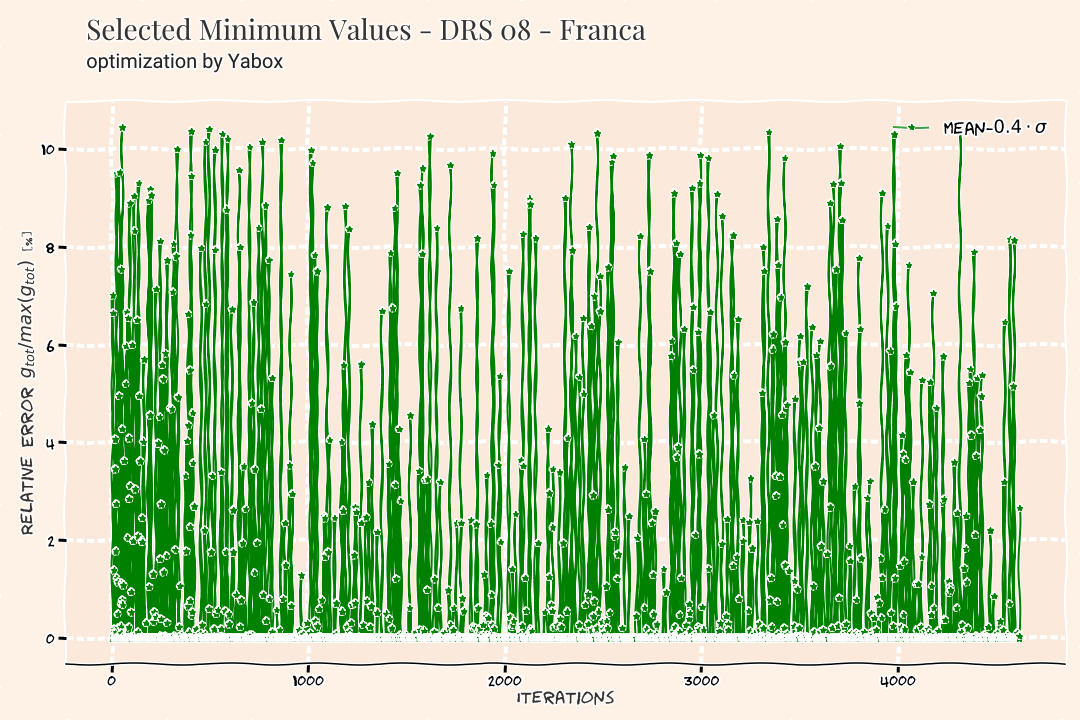 Selected Minimum Values - DRS 08 - Franca
optimization by Yabox
MEAN-0.4·σ
RELATIVE ERROR g_tot/max(g_tot) [%]
10
8
6
4
2
0
0 1000 2000 3000 4000
ITERATIONS